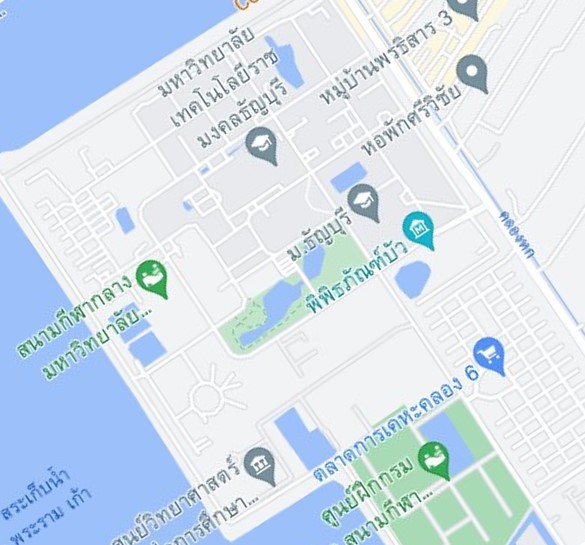 Co
มหาวิทยาลัย
เทคโนโลยีราช
มงคลธัญบุรี
หมู่บ้านพรธิสาร 3
หอพักศรีวิชัย
ม.ธัญบุรี
พิพิธภัณฑ์บัว
คลองหก
สนามกีฬากลาง
มหาวิทยาลัย...
ตลาดการเคหะคลอง 6
ศูนย์วิทยาศาสตร์
การศึกษา...
ศูนย์ฝึกกรม
สนามกีฬา...
สระเก็บน้ำ
พระราม เก้า